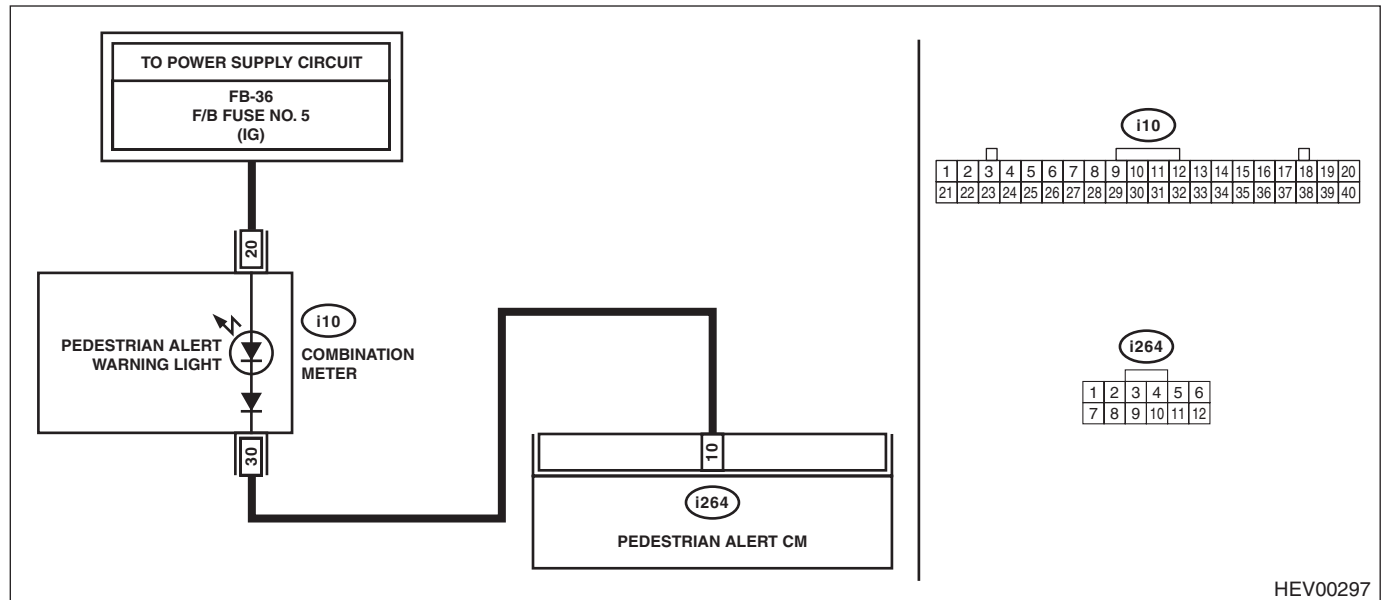 TO POWER SUPPLY CIRCUIT
FB-36
F/B FUSE NO. 5
(IG)
20
PEDESTRIAN ALERT
WARNING LIGHT
i10
COMBINATION
METER
30
10
i264
PEDESTRIAN ALERT CM
i10
1 2 3 4 5 6 7 8 9 10 11 12 13 14 15 16 17 18 19 20
21 22 23 24 25 26 27 28 29 30 31 32 33 34 35 36 37 38 39 40
i264
1 2 3 4 5 6
7 8 9 10 11 12
HEV00297